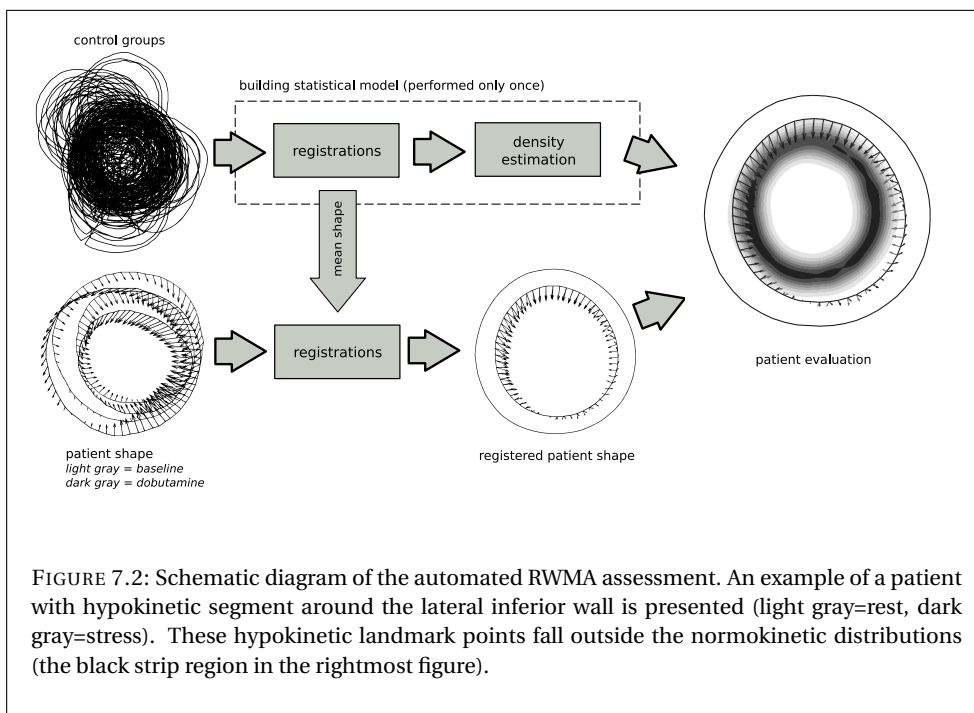 control groups
building statistical model (performed only once)
registrations
density
estimation
mean shape
registrations
patient evaluation
patient shape
light gray = baseline
dark gray = dobutamine
registered patient shape
FIGURE 7.2: Schematic diagram of the automated RWMA assessment. An example of a patient
with hypokinetic segment around the lateral inferior wall is presented (light gray=rest, dark
gray=stress). These hypokinetic landmark points fall outside the normokinetic distributions
(the black strip region in the rightmost figure).